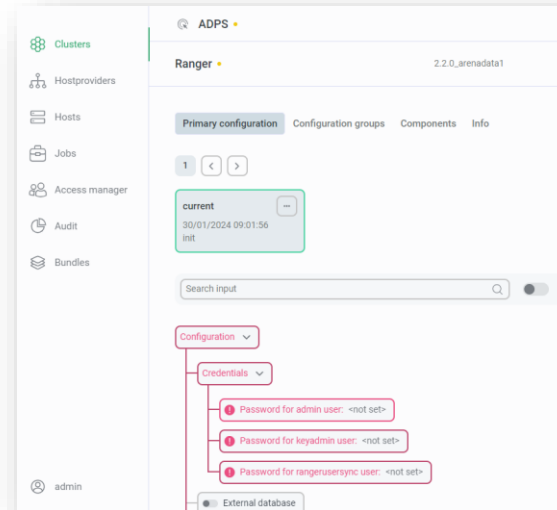 ADPS
Clusters
Ranger
2.2.0_arenadata1
Hostproviders
Hosts
Primary configuration Configuration groups Components Info
Jobs
1
Access manager
current
30/01/2024 09:01:56
init
Audit
Bundles
Search input
Configuration
Credentials
Password for admin user: <not set>
Password for keyadmin user: <not set>
Password for rangerusersync user: <not set>
admin
External database